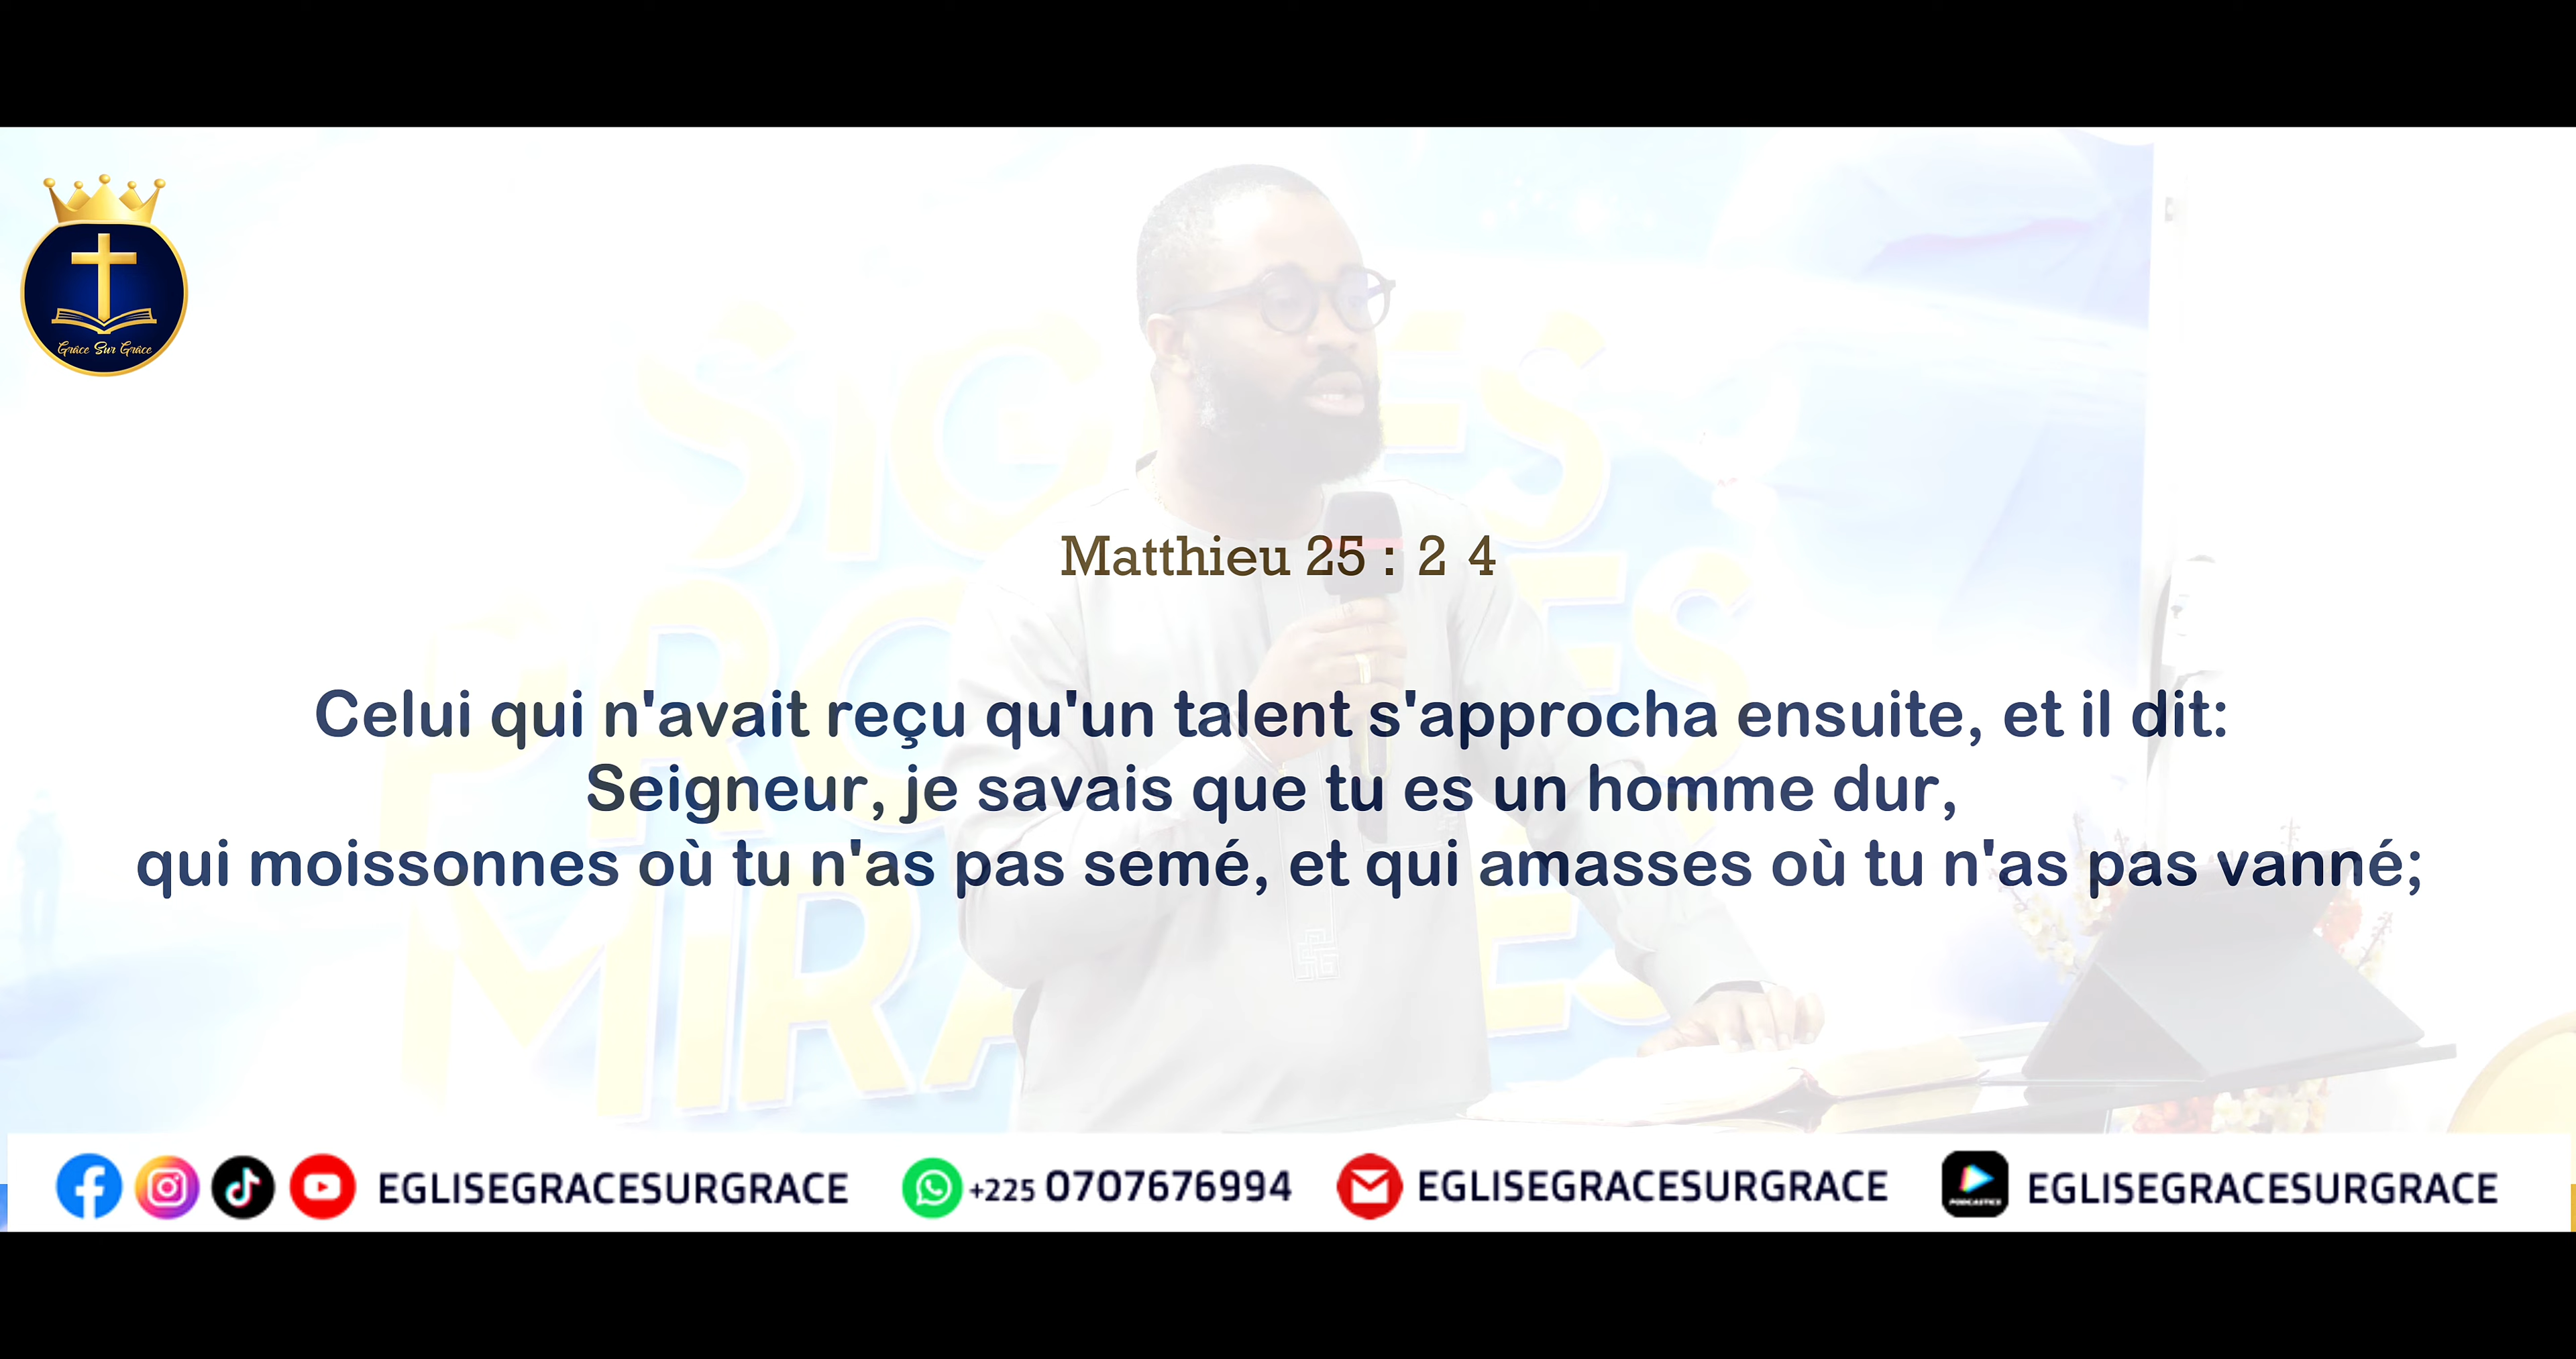 Grâce Sur Grâce
Matthieu 25 : 2 4
Celui qui n'avait reçu qu'un talent s'approcha ensuite, et il dit:
Seigneur, je savais que tu es un homme dur,
qui moissonnes où tu n'as pas semé, et qui amasses où tu n'as pas vanné;
EGLISEGRACESURGRACE
+225 0707676994
EGLISEGRACESURGRACE
PODCASTICS
EGLISEGRACESURGRACE